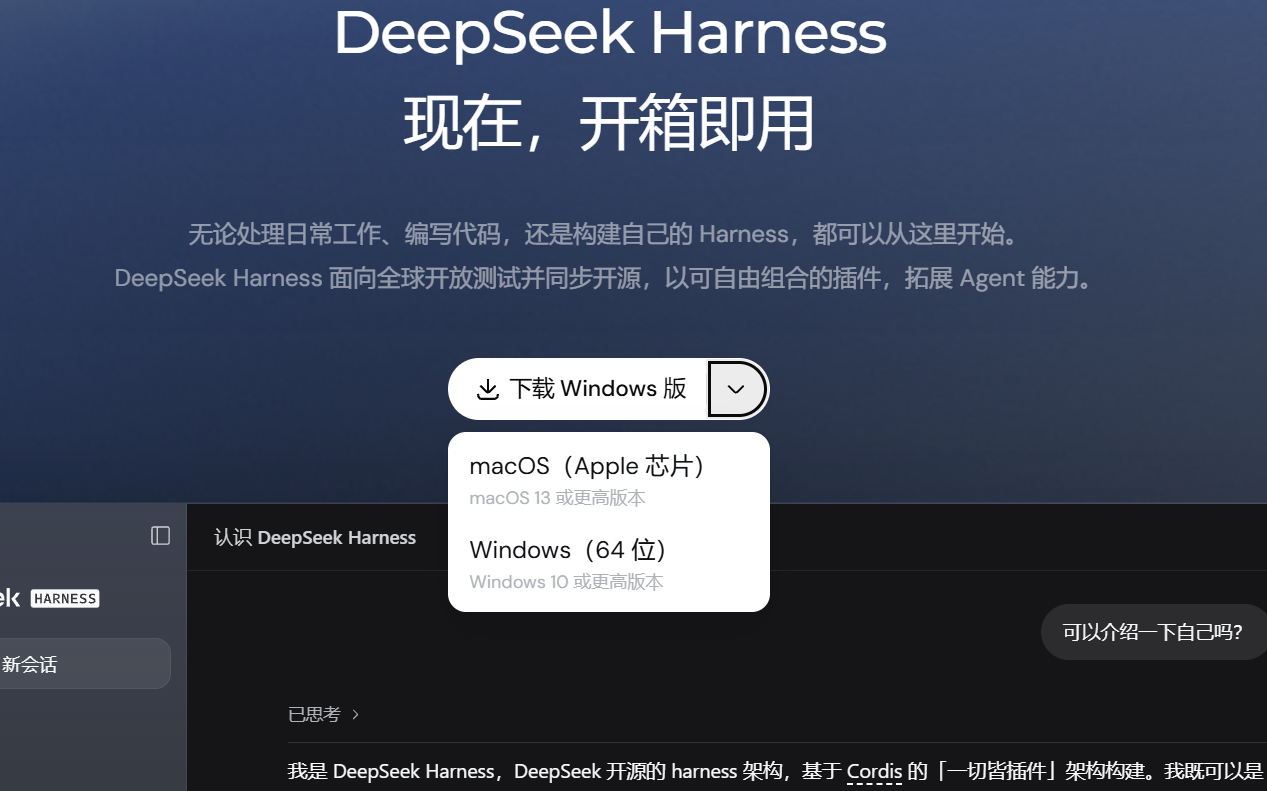 DeepSeek Harness
现在，开箱即用
无论处理日常工作、编写代码，还是构建自己的 Harness，都可以从这里开始。
DeepSeek Harness 面向全球开放测试并同步开源，以可自由组合的插件，拓展 Agent 能力。
下载 Windows 版
macOS（Apple 芯片）
macOS 13 或更高版本
Windows（64 位）
Windows 10 或更高版本
认识 DeepSeek Harness
ek HARNESS
新会话
可以介绍一下自己吗？
已思考
我是 DeepSeek Harness，DeepSeek 开源的 harness 架构，基于 Cordis 的「一切皆插件」架构构建。我既可以是